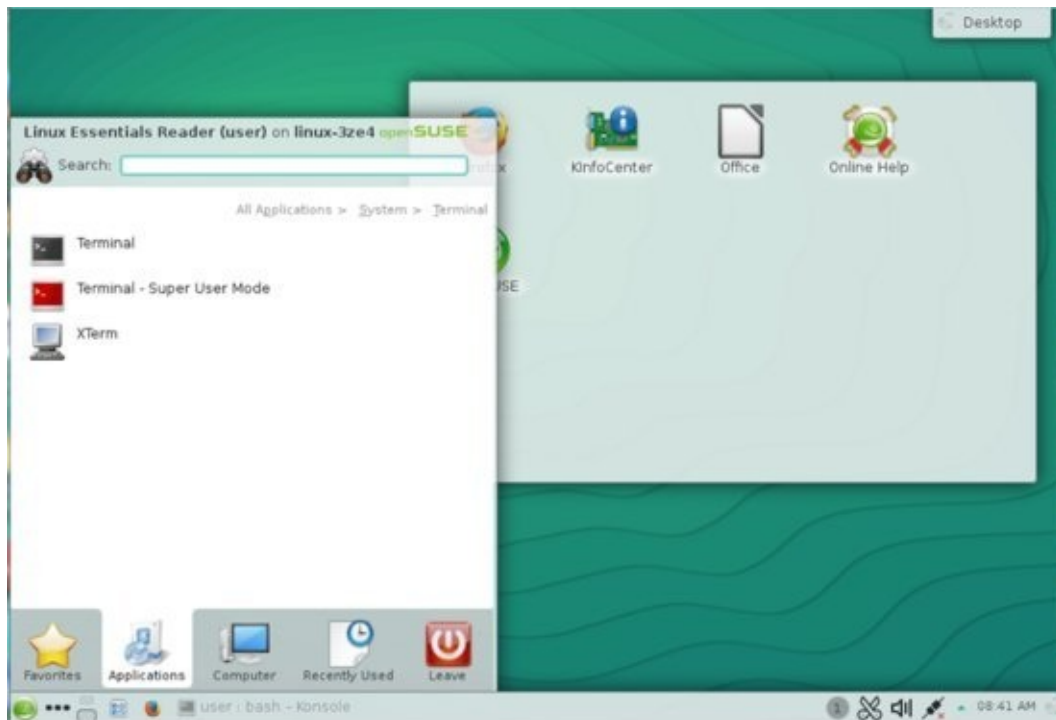 Desktop
Linux Essentials Reader (user) on linux-3ze4 openSUSE
Search:
KInfoCenter
Office
Online Help
All Applications > System > Terminal
Terminal
Terminal - Super User Mode
XTerm
Favorites
Applications
Computer
Recently Used
Leave
user : bash - Konsole
1
08:41 AM